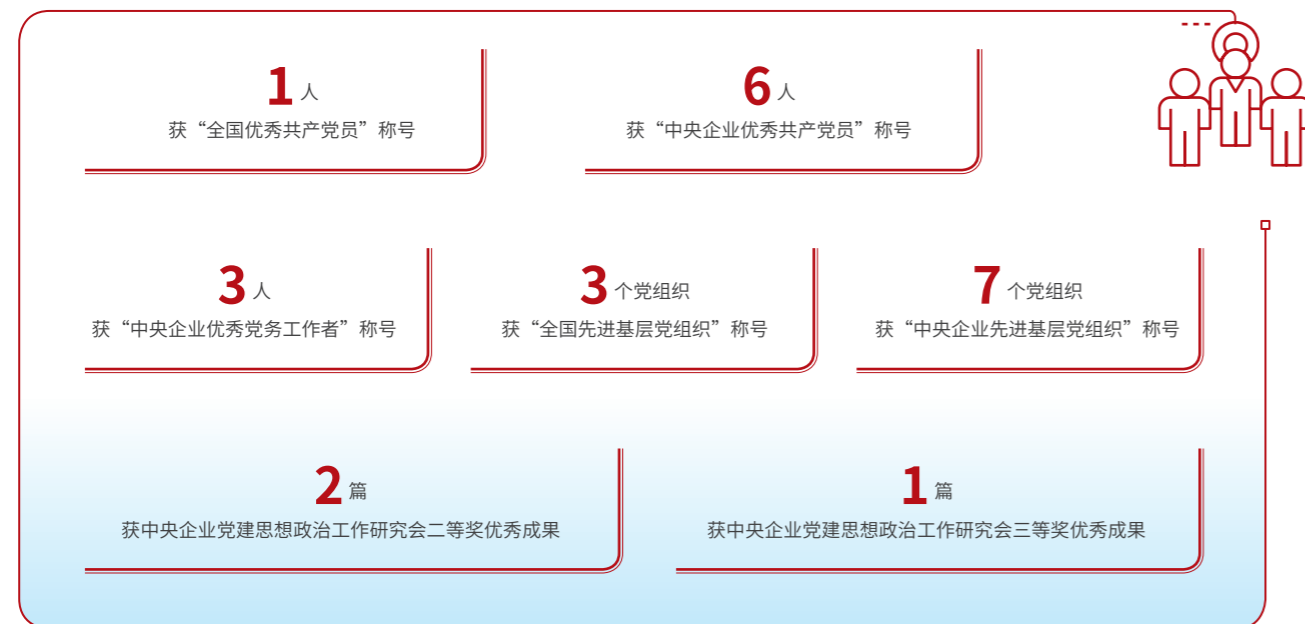 1 人
获“全国优秀共产党员”称号
6 人
获“中央企业优秀共产党员”称号
3 人
获“中央企业优秀党务工作者”称号
3 个党组织
获“全国先进基层党组织”称号
7 个党组织
获“中央企业先进基层党组织”称号
2 篇
获中央企业党建思想政治工作研究会二等奖优秀成果
1 篇
获中央企业党建思想政治工作研究会三等奖优秀成果